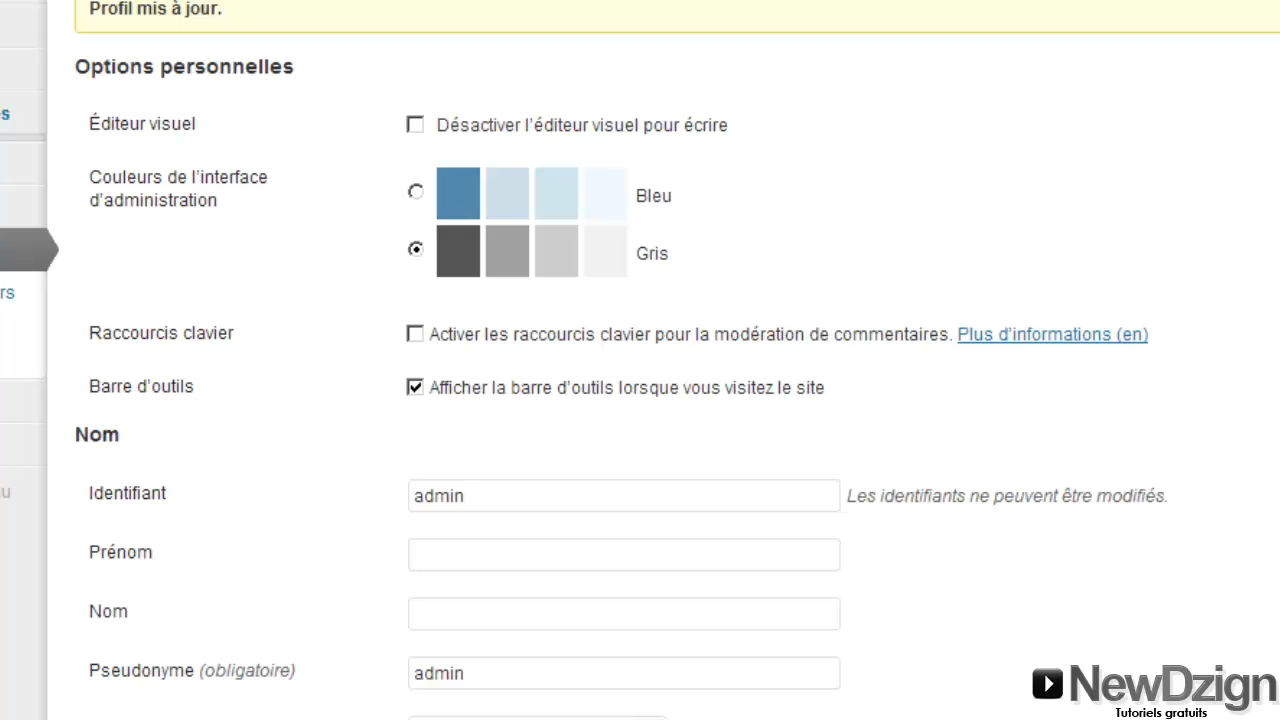 Profil mis à jour.
Options personnelles
Éditeur visuel
Désactiver l'éditeur visuel pour écrire
Couleurs de l'interface
d'administration
Bleu
Gris
Raccourcis clavier
Activer les raccourcis clavier pour la modération de commentaires. Plus d'informations (en)
Barre d'outils
Afficher la barre d'outils lorsque vous visitez le site
Nom
Identifiant
admin
Les identifiants ne peuvent être modifiés.
Prénom
Nom
Pseudonyme (obligatoire)
admin
NewDzign
Tutoriels gratuits